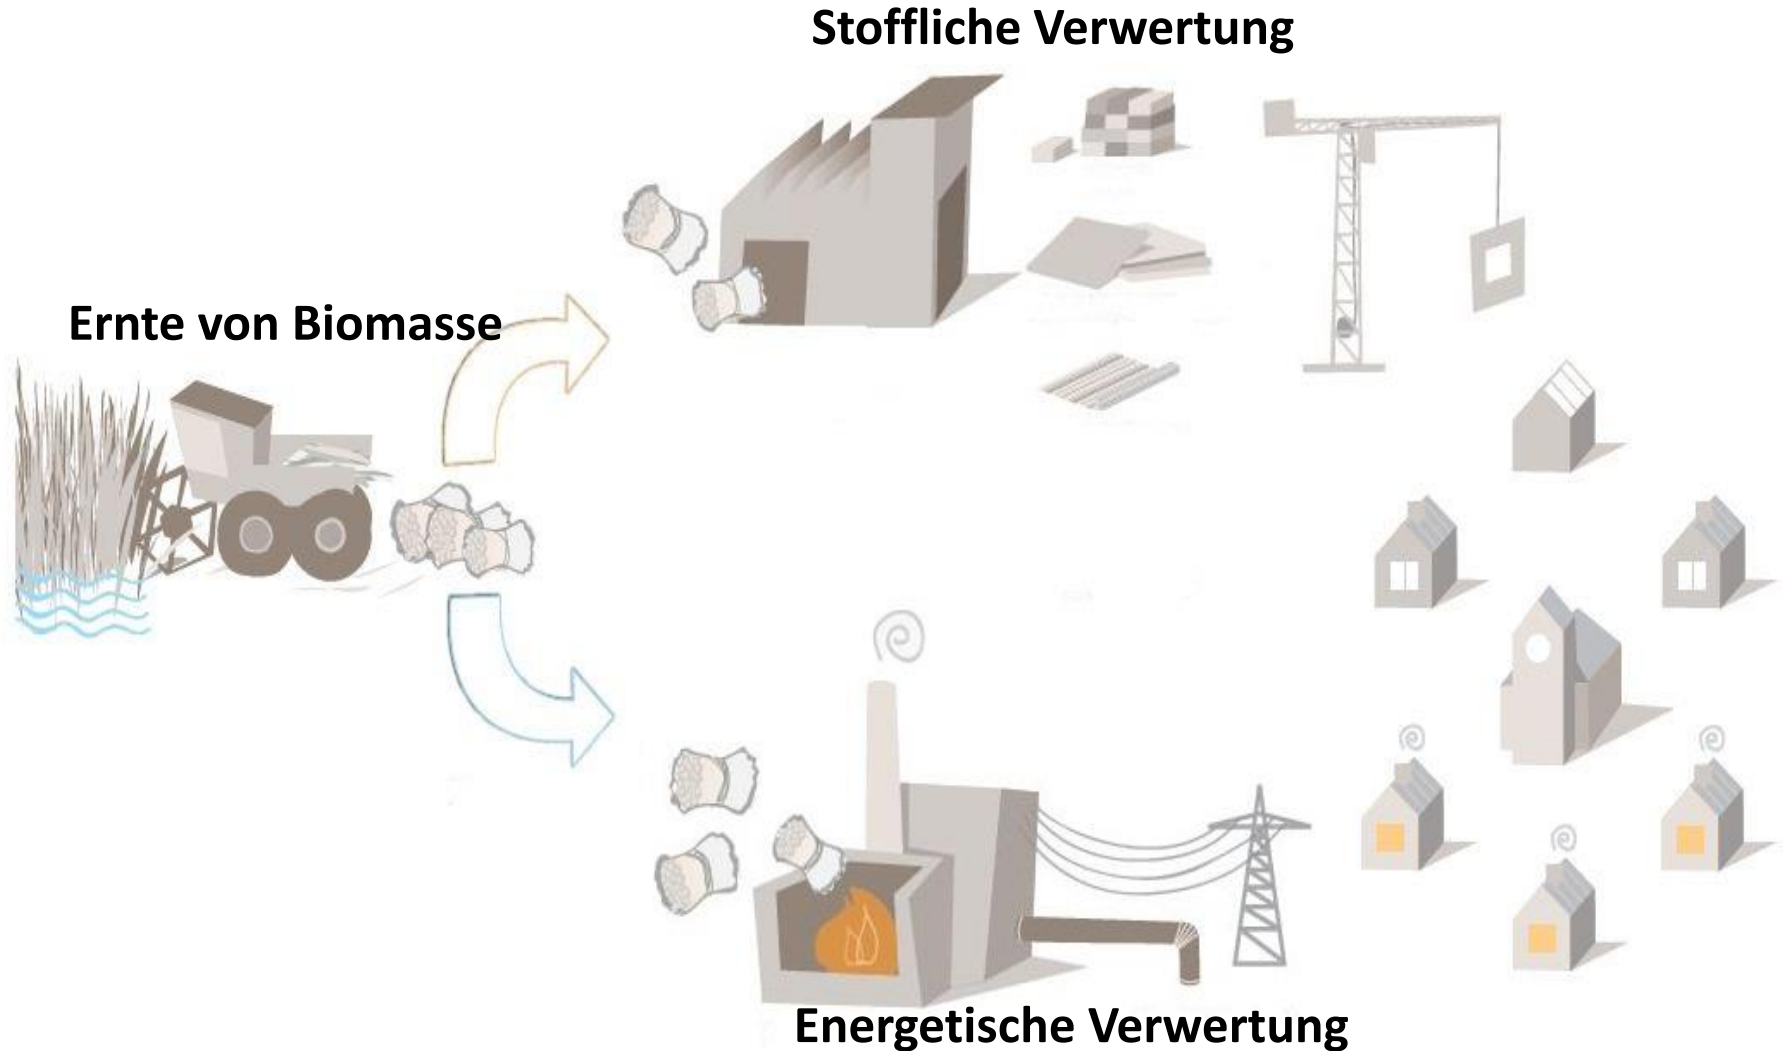 Stoffliche Verwertung
Ernte von Biomasse
Energetische Verwertung